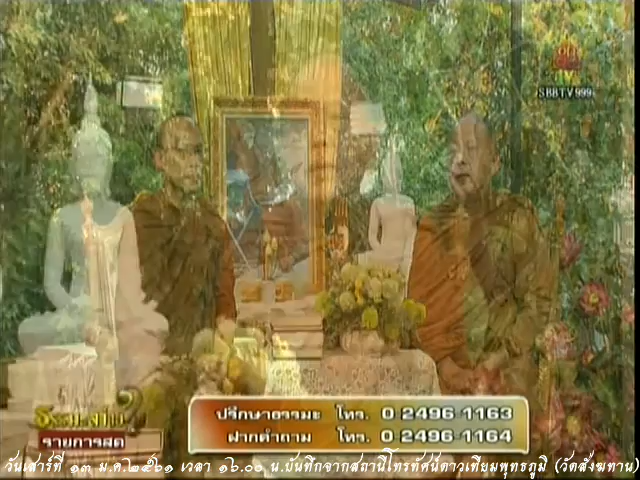 SBBTV999
ธรรมะงาย ?
รายการสด
ปรึกษาธรรมะ โทร. 0 2496 1163
ฝากคำถาม โทร. 0 2496 1164
วันเสาร์ที่ ๑๓ ม.ค.๒๕๖๑ เวลา ๑๖.๐๐ น.บันทึกจากสถานีโทรทัศน์ดาวเทียมพุทธภูมิ (วัดสังฆทาน)